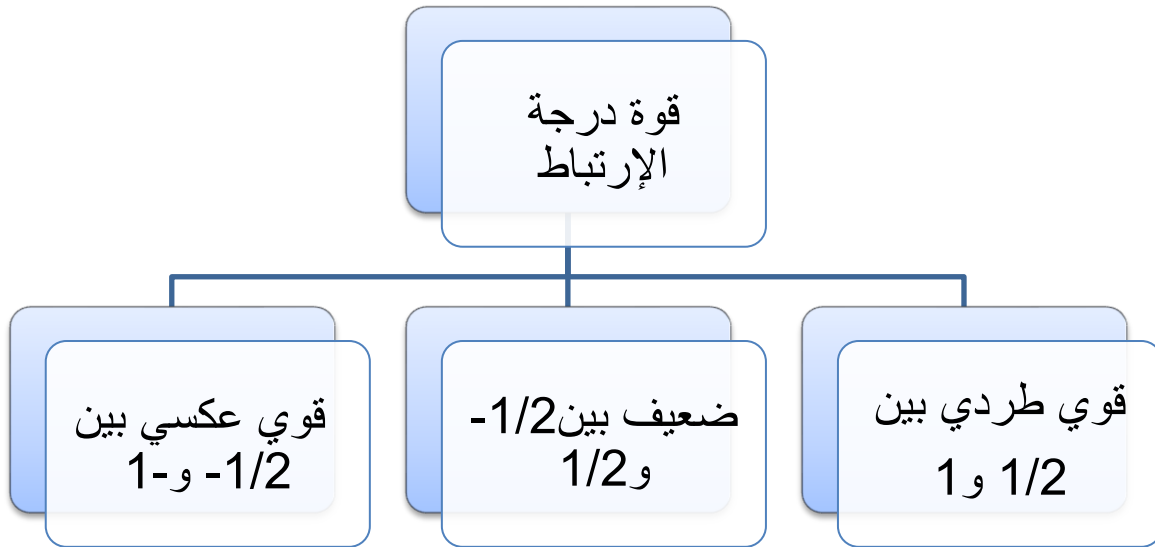 قوة درجة
الإرتباط
قوي طردي بين
1/2 و1
ضعيف بين1/2-
و1/2
قوي عكسي بين
1/2- و-1